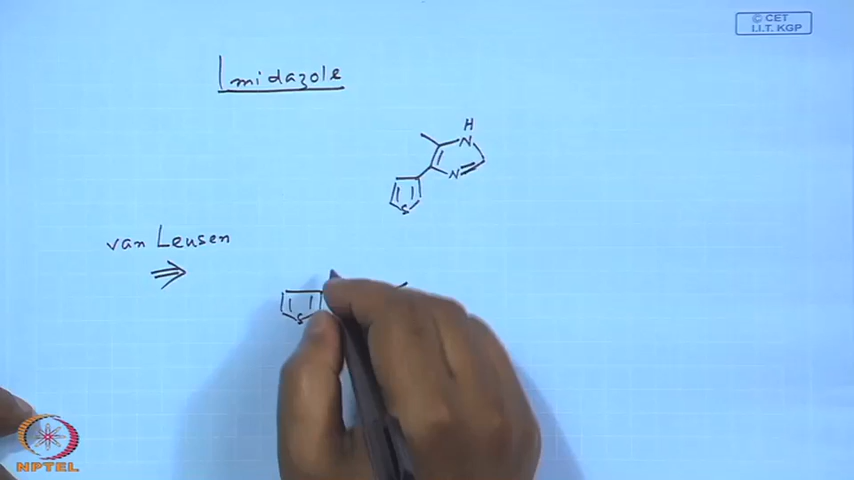 © CET
I.I.T. KGP
Imidazole
H
N
N
S
van Leusen
S
NPTEL